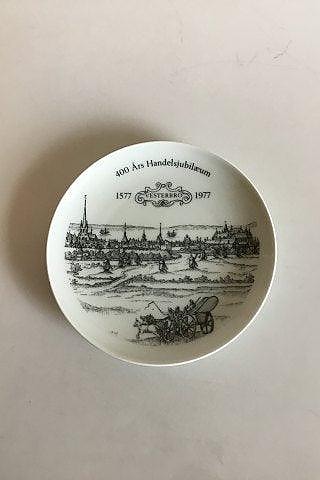 400 Års Handelsjubilæum
1577 VESTERBRO 1977